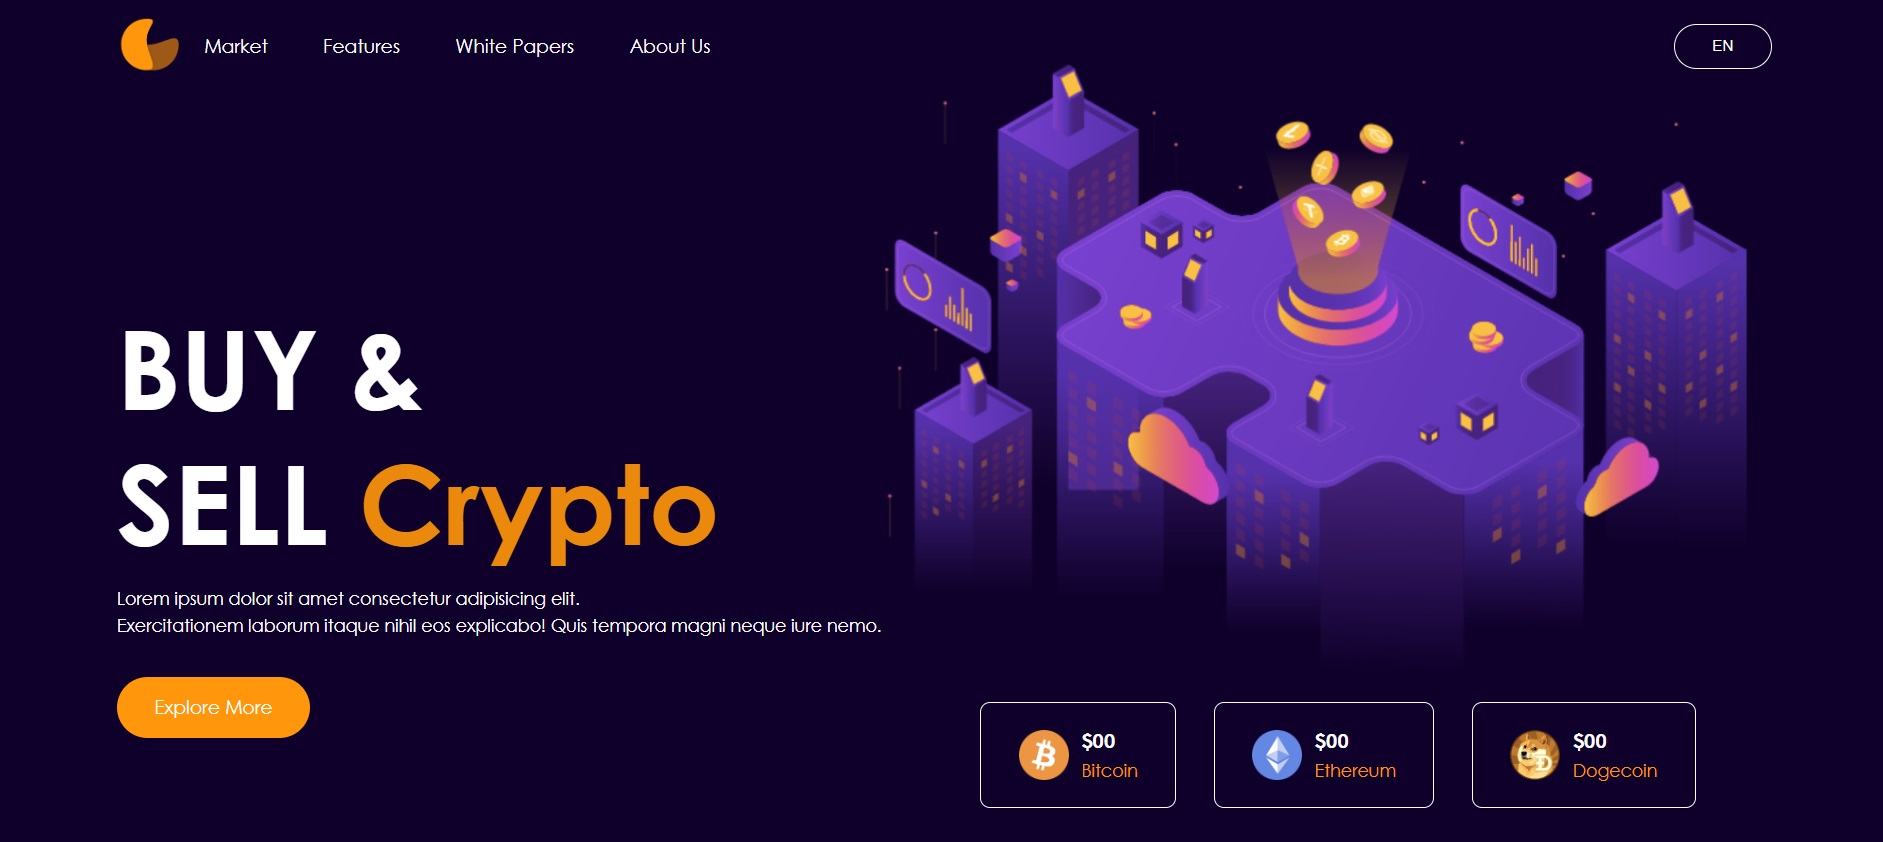 Market
Features
White Papers
About Us
EN
BUY &
SELL Crypto
Lorem ipsum dolor sit amet consectetur adipisicing elit.
Exercitationem laborum itaque nihil eos explicabo! Quis tempora magni neque iure nemo.
Explore More
$00
Bitcoin
$00
Ethereum
$00
Dogecoin